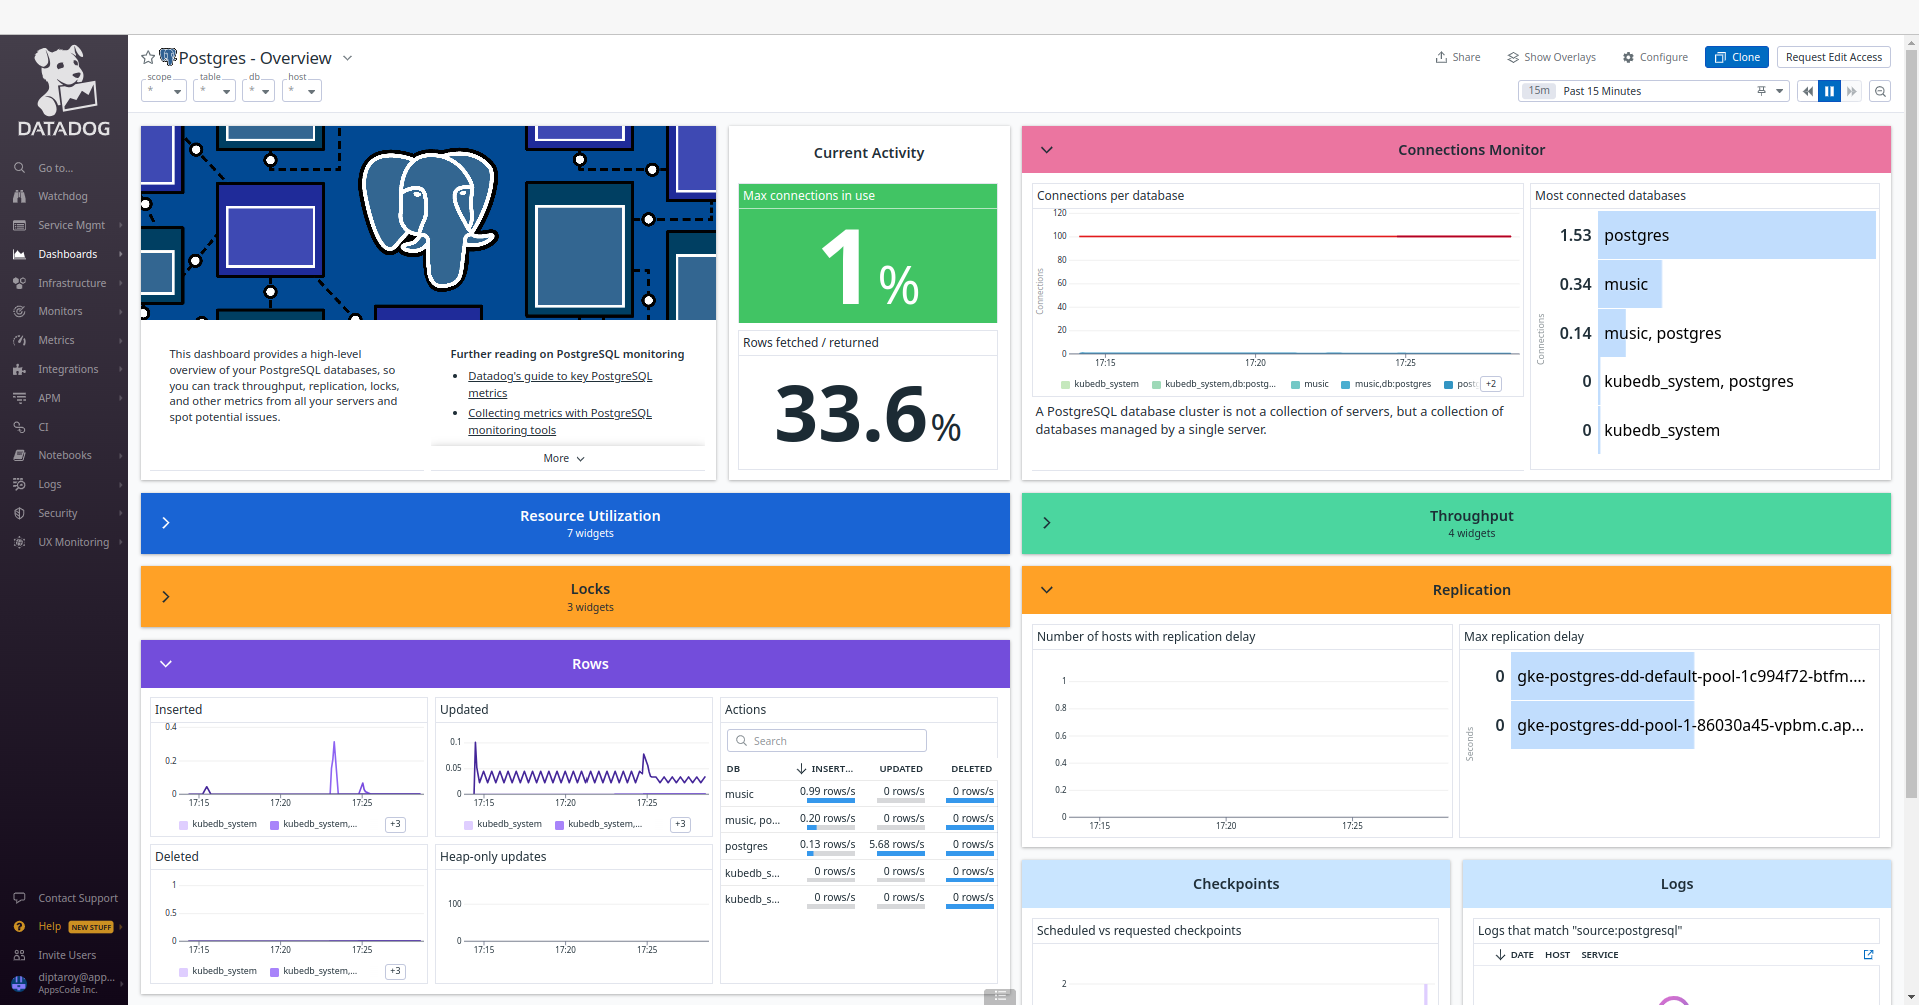 DATADOG
Go to...
Watchdog
Service Mgmt
Dashboards
Infrastructure
Monitors
Metrics
Integrations
APM
CI
Notebooks
Logs
Security
UX Monitoring
Contact Support
Help NEW STUFF
Invite Users
diptaroy@app...
AppsCode Inc.
Postgres - Overview
Share
Show Overlays
Configure
Clone
Request Edit Access
scope table db host
* * * *
15m Past 15 Minutes
This dashboard provides a high-level
overview of your PostgreSQL databases, so
you can track throughput, replication, locks,
and other metrics from all your servers and
spot potential issues.
Further reading on PostgreSQL monitoring
• Datadog's guide to key PostgreSQL
metrics
• Collecting metrics with PostgreSQL
monitoring tools
More
Current Activity
Max connections in use
1%
Rows fetched / returned
33.6%
Connections Monitor
Connections per database
Connections
120
100
80
60
40
20
0
17:15 17:20 17:25
kubedb_system kubedb_system,db:postg... music music,db:postgres post +2
A PostgreSQL database cluster is not a collection of servers, but a collection of
databases managed by a single server.
Most connected databases
Connections
1.53 postgres
0.34 music
0.14 music, postgres
0 kubedb_system, postgres
0 kubedb_system
Resource Utilization
7 widgets
Throughput
4 widgets
Locks
3 widgets
Replication
Number of hosts with replication delay
1
0.8
0.6
0.4
0.2
0
17:15 17:20 17:25
Max replication delay
Seconds
0 gke-postgres-dd-default-pool-1c994f72-btfm....
0 gke-postgres-dd-pool-1-86030a45-vpbm.c.ap...
Rows
Inserted
0.4
0.2
0
17:15 17:20 17:25
kubedb_system kubedb_system,... +3
Updated
0.1
0.05
0
17:15 17:20 17:25
kubedb_system kubedb_system,... +3
Actions
Search
DB INSERT... UPDATED DELETED
music 0.99 rows/s 0 rows/s 0 rows/s
music, po... 0.20 rows/s 0 rows/s 0 rows/s
postgres 0.13 rows/s 5.68 rows/s 0 rows/s
kubedb_s... 0 rows/s 0 rows/s 0 rows/s
kubedb_s... 0 rows/s 0 rows/s 0 rows/s
Deleted
1
0.5
0
17:15 17:20 17:25
kubedb_system kubedb_system,... +3
Heap-only updates
100
0
17:15 17:20 17:25
Checkpoints
Scheduled vs requested checkpoints
2
Logs
Logs that match "source:postgresql"
DATE HOST SERVICE